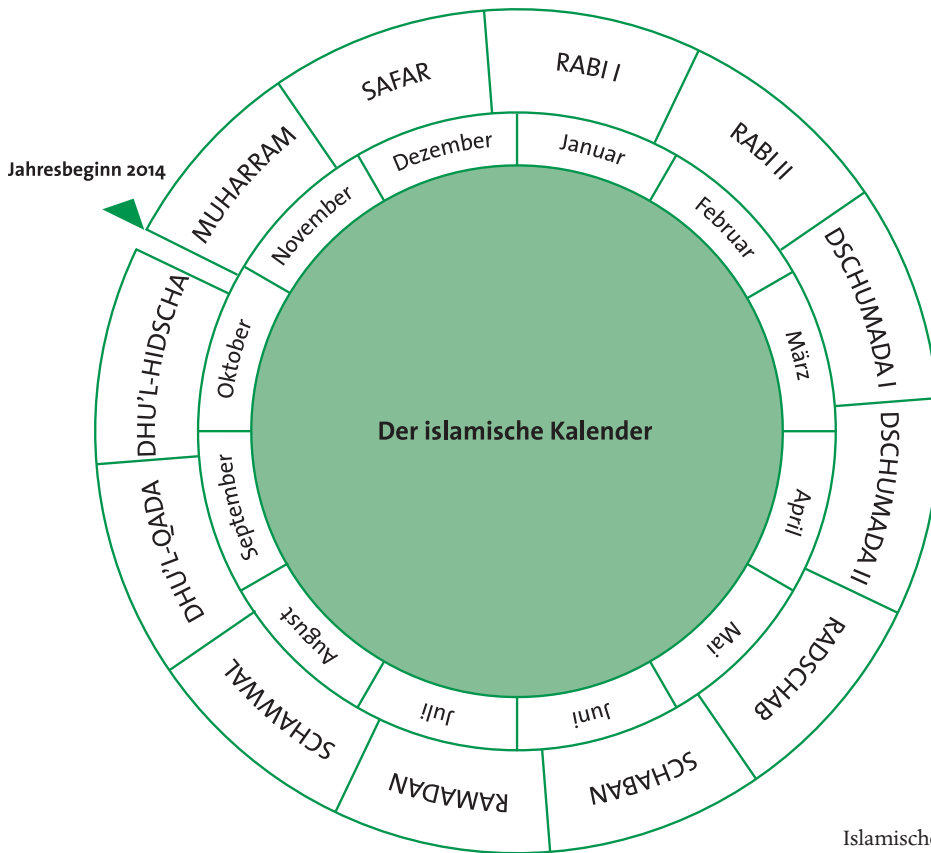 Jahresbeginn 2014
MUHARRAM
SAFAR
RABI I
RABI II
DSCHUMADA I
DSCHUMADA II
RADSCHAB
SCHABAN
RAMADAN
SCHAWWAL
DHU'L-QADA
DHU'L-HIDSCHA
Januar
Februar
März
April
Mai
Juni
Juli
August
September
Oktober
November
Dezember
Der islamische Kalender
Islamische